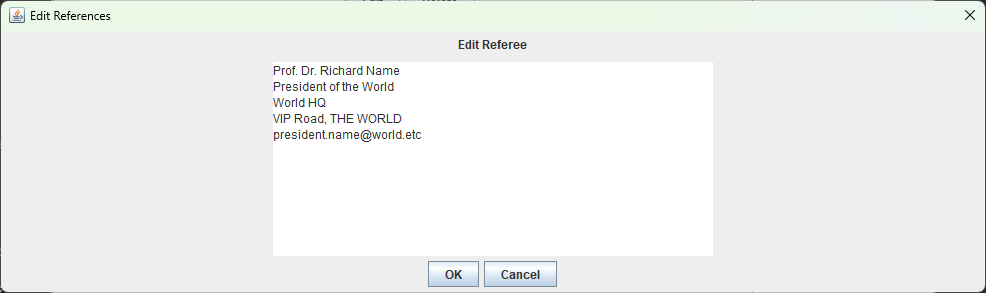 Edit References
Edit Referee
Prof. Dr. Richard Name
President of the World
World HQ
VIP Road, THE WORLD
president.name@world.etc
OK Cancel